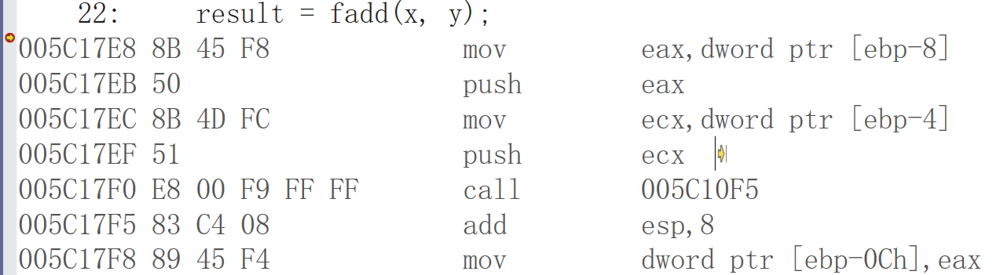 22: result = fadd(x, y);
005C17E8 8B 45 F8 mov eax,dword ptr [ebp-8]
005C17EB 50 push eax
005C17EC 8B 4D FC mov ecx,dword ptr [ebp-4]
005C17EF 51 push ecx
005C17F0 E8 00 F9 FF FF call 005C10F5
005C17F5 83 C4 08 add esp,8
005C17F8 89 45 F4 mov dword ptr [ebp-0Ch],eax